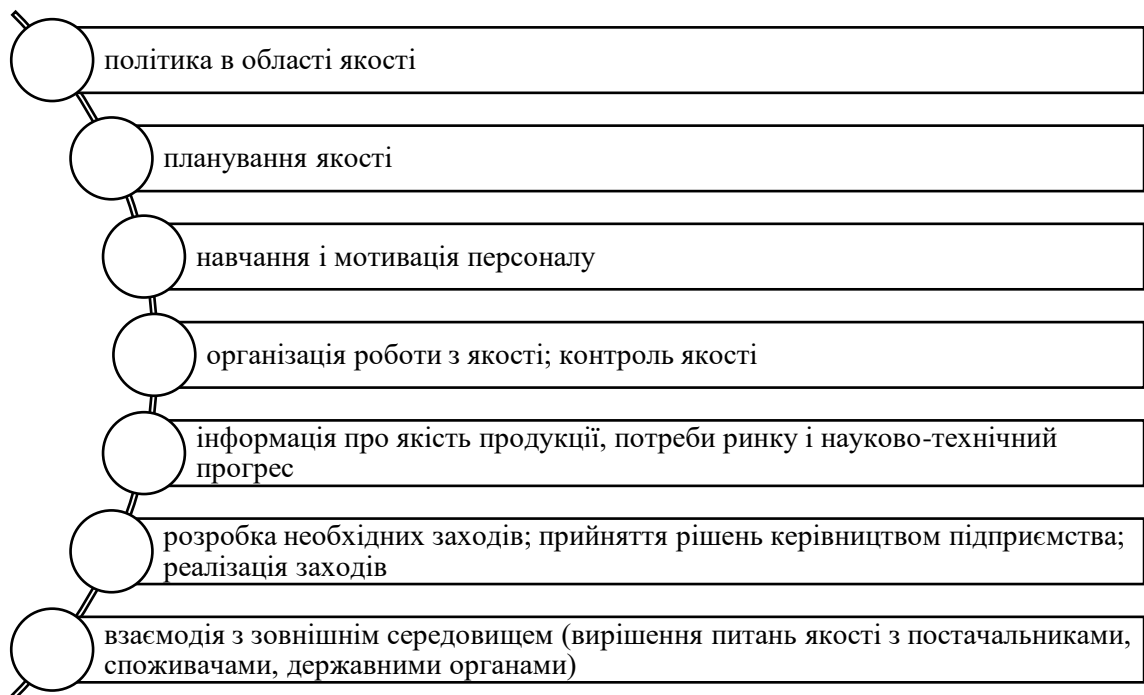 політика в області якості
планування якості
навчання і мотивація персоналу
організація роботи з якості; контроль якості
інформація про якість продукції, потреби ринку і науково-технічний
прогрес
розробка необхідних заходів; прийняття рішень керівництвом підприємства;
реалізація заходів
взаємодія з зовнішнім середовищем (вирішення питань якості з постачальниками,
споживачами, державними органами)